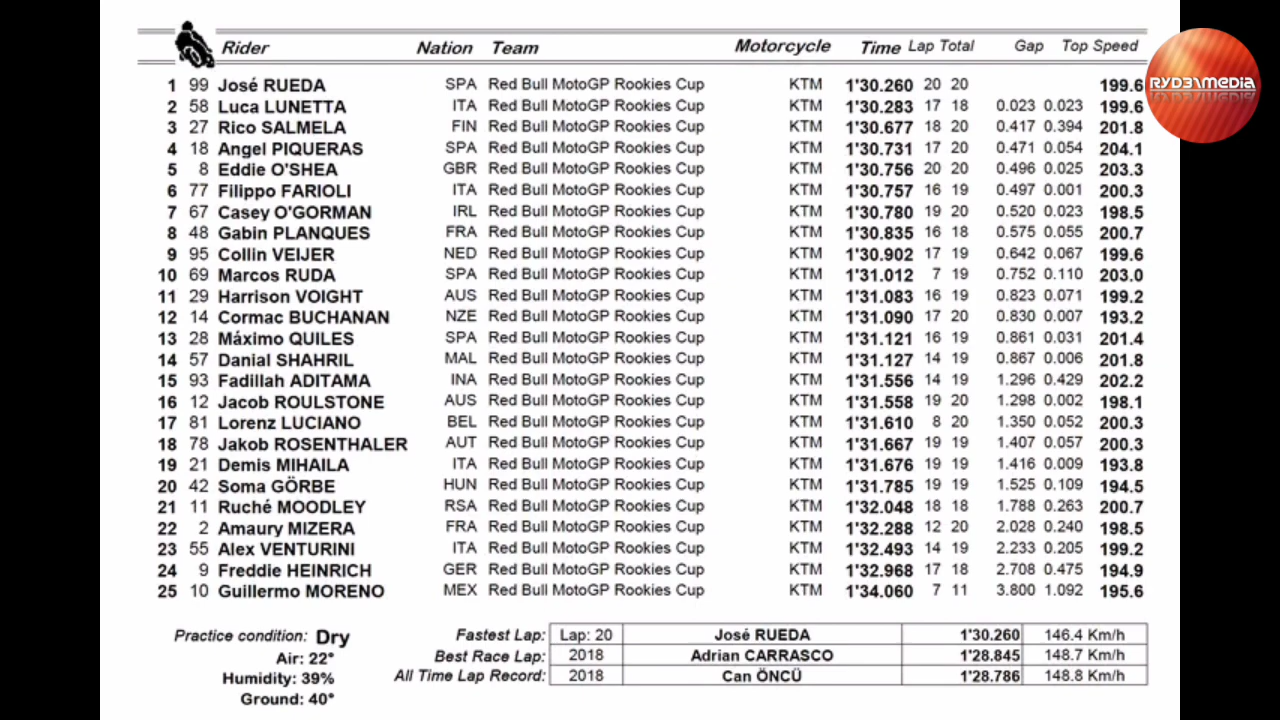 Rider Nation Team Motorcycle Time Lap Total Gap Top Speed
RYD3\MEDIA
1 99 José RUEDA SPA Red Bull MotoGP Rookies Cup KTM 1'30.260 20 20 199.6
2 58 Luca LUNETTA ITA Red Bull MotoGP Rookies Cup KTM 1'30.283 17 18 0.023 0.023 199.6
3 27 Rico SALMELA FIN Red Bull MotoGP Rookies Cup KTM 1'30.677 18 20 0.417 0.394 201.8
4 18 Angel PIQUERAS SPA Red Bull MotoGP Rookies Cup KTM 1'30.731 17 20 0.471 0.054 204.1
5 8 Eddie O'SHEA GBR Red Bull MotoGP Rookies Cup KTM 1'30.756 20 20 0.496 0.025 203.3
6 77 Filippo FARIOLI ITA Red Bull MotoGP Rookies Cup KTM 1'30.757 16 19 0.497 0.001 200.3
7 67 Casey O'GORMAN IRL Red Bull MotoGP Rookies Cup KTM 1'30.780 19 20 0.520 0.023 198.5
8 48 Gabin PLANQUES FRA Red Bull MotoGP Rookies Cup KTM 1'30.835 16 18 0.575 0.055 200.7
9 95 Collin VEIJER NED Red Bull MotoGP Rookies Cup KTM 1'30.902 17 19 0.642 0.067 199.6
10 69 Marcos RUDA SPA Red Bull MotoGP Rookies Cup KTM 1'31.012 7 19 0.752 0.110 203.0
11 29 Harrison VOIGHT AUS Red Bull MotoGP Rookies Cup KTM 1'31.083 16 19 0.823 0.071 199.2
12 14 Cormac BUCHANAN NZE Red Bull MotoGP Rookies Cup KTM 1'31.090 17 20 0.830 0.007 193.2
13 28 Máximo QUILES SPA Red Bull MotoGP Rookies Cup KTM 1'31.121 16 19 0.861 0.031 201.4
14 57 Danial SHAHRIL MAL Red Bull MotoGP Rookies Cup KTM 1'31.127 14 19 0.867 0.006 201.8
15 93 Fadillah ADITAMA INA Red Bull MotoGP Rookies Cup KTM 1'31.556 14 19 1.296 0.429 202.2
16 12 Jacob ROULSTONE AUS Red Bull MotoGP Rookies Cup KTM 1'31.558 19 20 1.298 0.002 198.1
17 81 Lorenz LUCIANO BEL Red Bull MotoGP Rookies Cup KTM 1'31.610 8 20 1.350 0.052 200.3
18 78 Jakob ROSENTHALER AUT Red Bull MotoGP Rookies Cup KTM 1'31.667 19 19 1.407 0.057 200.3
19 21 Demis MIHAILA ITA Red Bull MotoGP Rookies Cup KTM 1'31.676 19 19 1.416 0.009 193.8
20 42 Soma GÖRBE HUN Red Bull MotoGP Rookies Cup KTM 1'31.785 19 19 1.525 0.109 194.5
21 11 Ruché MOODLEY RSA Red Bull MotoGP Rookies Cup KTM 1'32.048 18 18 1.788 0.263 200.7
22 2 Amaury MIZERA FRA Red Bull MotoGP Rookies Cup KTM 1'32.288 12 20 2.028 0.240 198.5
23 55 Alex VENTURINI ITA Red Bull MotoGP Rookies Cup KTM 1'32.493 14 19 2.233 0.205 199.2
24 9 Freddie HEINRICH GER Red Bull MotoGP Rookies Cup KTM 1'32.968 17 18 2.708 0.475 194.9
25 10 Guillermo MORENO MEX Red Bull MotoGP Rookies Cup KTM 1'34.060 7 11 3.800 1.092 195.6
Practice condition: Dry Fastest Lap: Lap: 20 José RUEDA 1'30.260 146.4 Km/h
Air: 22° Best Race Lap: 2018 Adrian CARRASCO 1'28.845 148.7 Km/h
Humidity: 39% All Time Lap Record: 2018 Can ÖNCÜ 1'28.786 148.8 Km/h
Ground: 40°